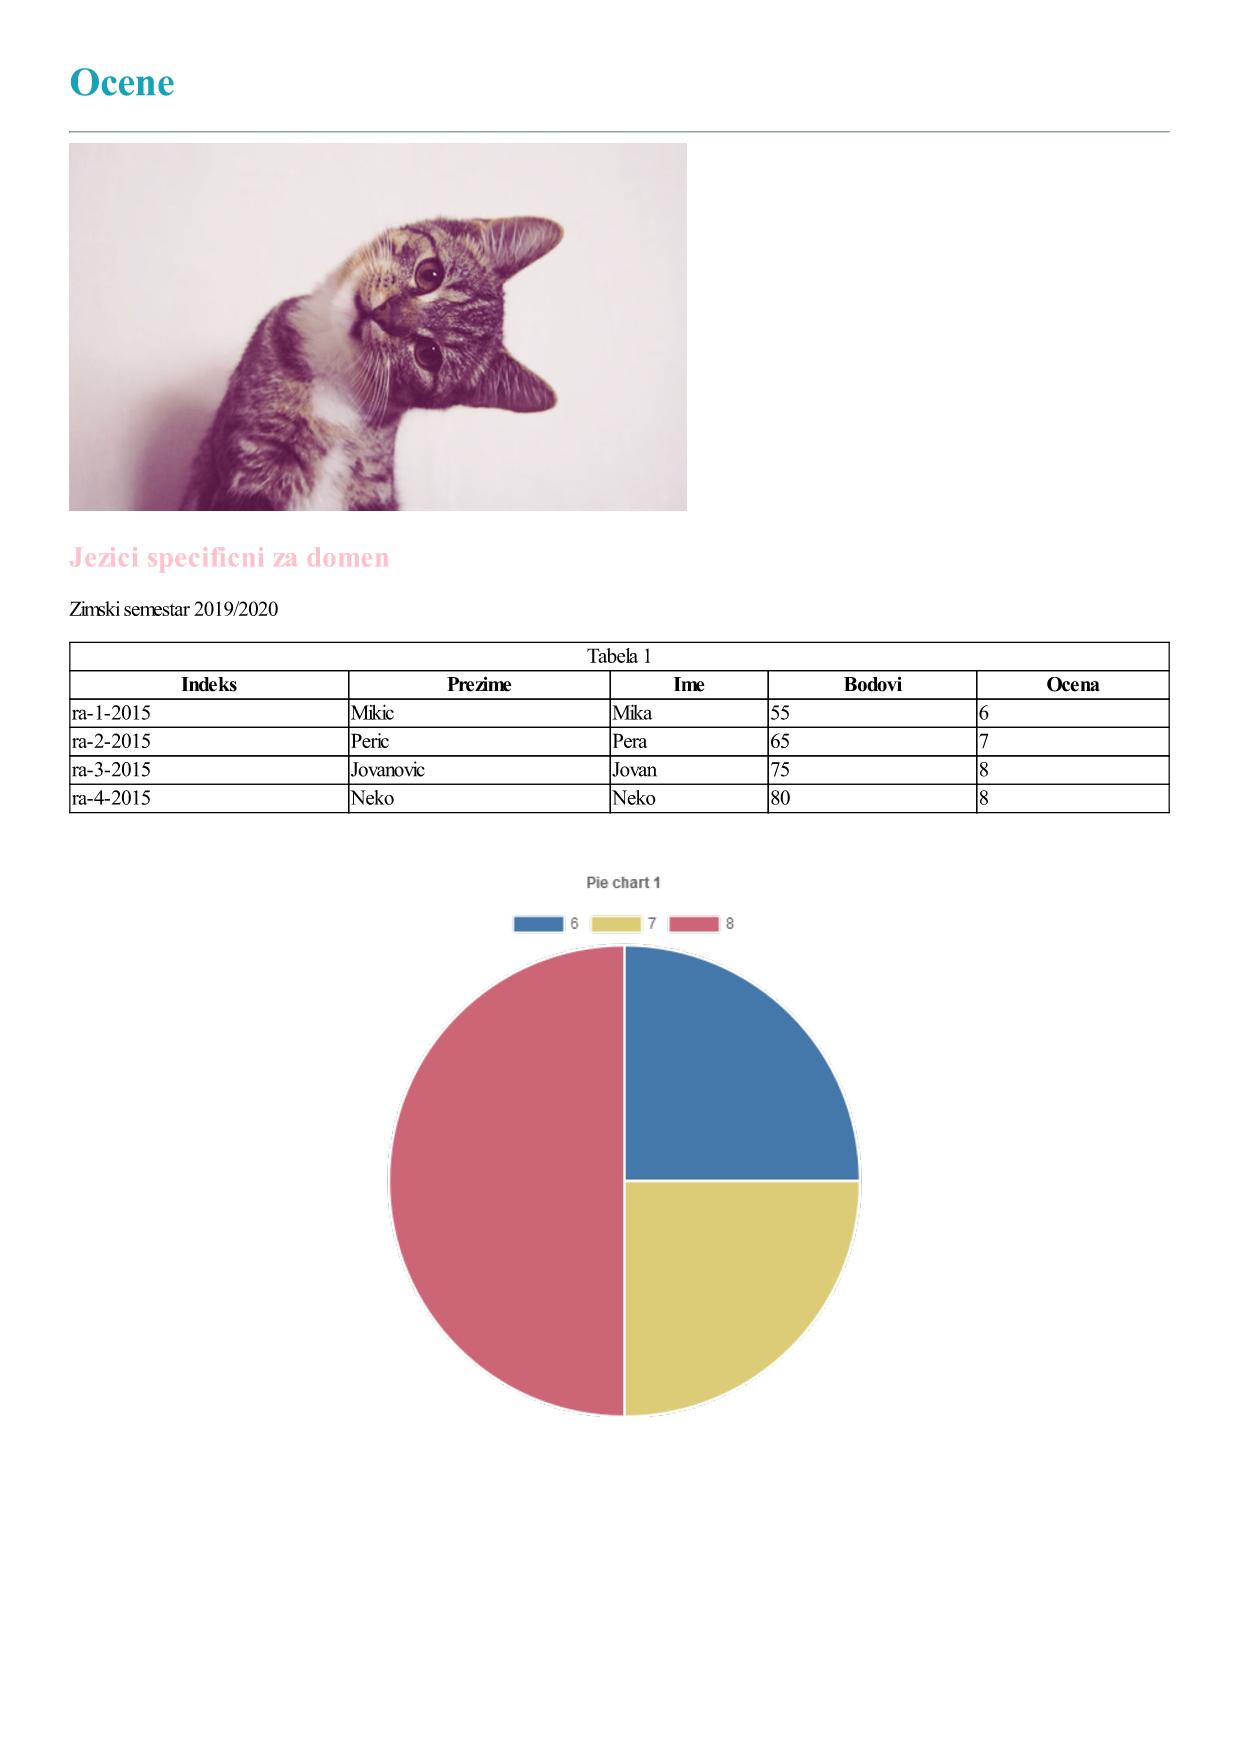 Ocene
Jezici specificni za domen
Zimski semestar 2019/2020
Tabela 1
Indeks Prezime Ime Bodovi Ocena
ra-1-2015 Mikic Mika 55 6
ra-2-2015 Peric Pera 65 7
ra-3-2015 Jovanovic Jovan 75 8
ra-4-2015 Neko Neko 80 8
Pie chart 1
6 7 8